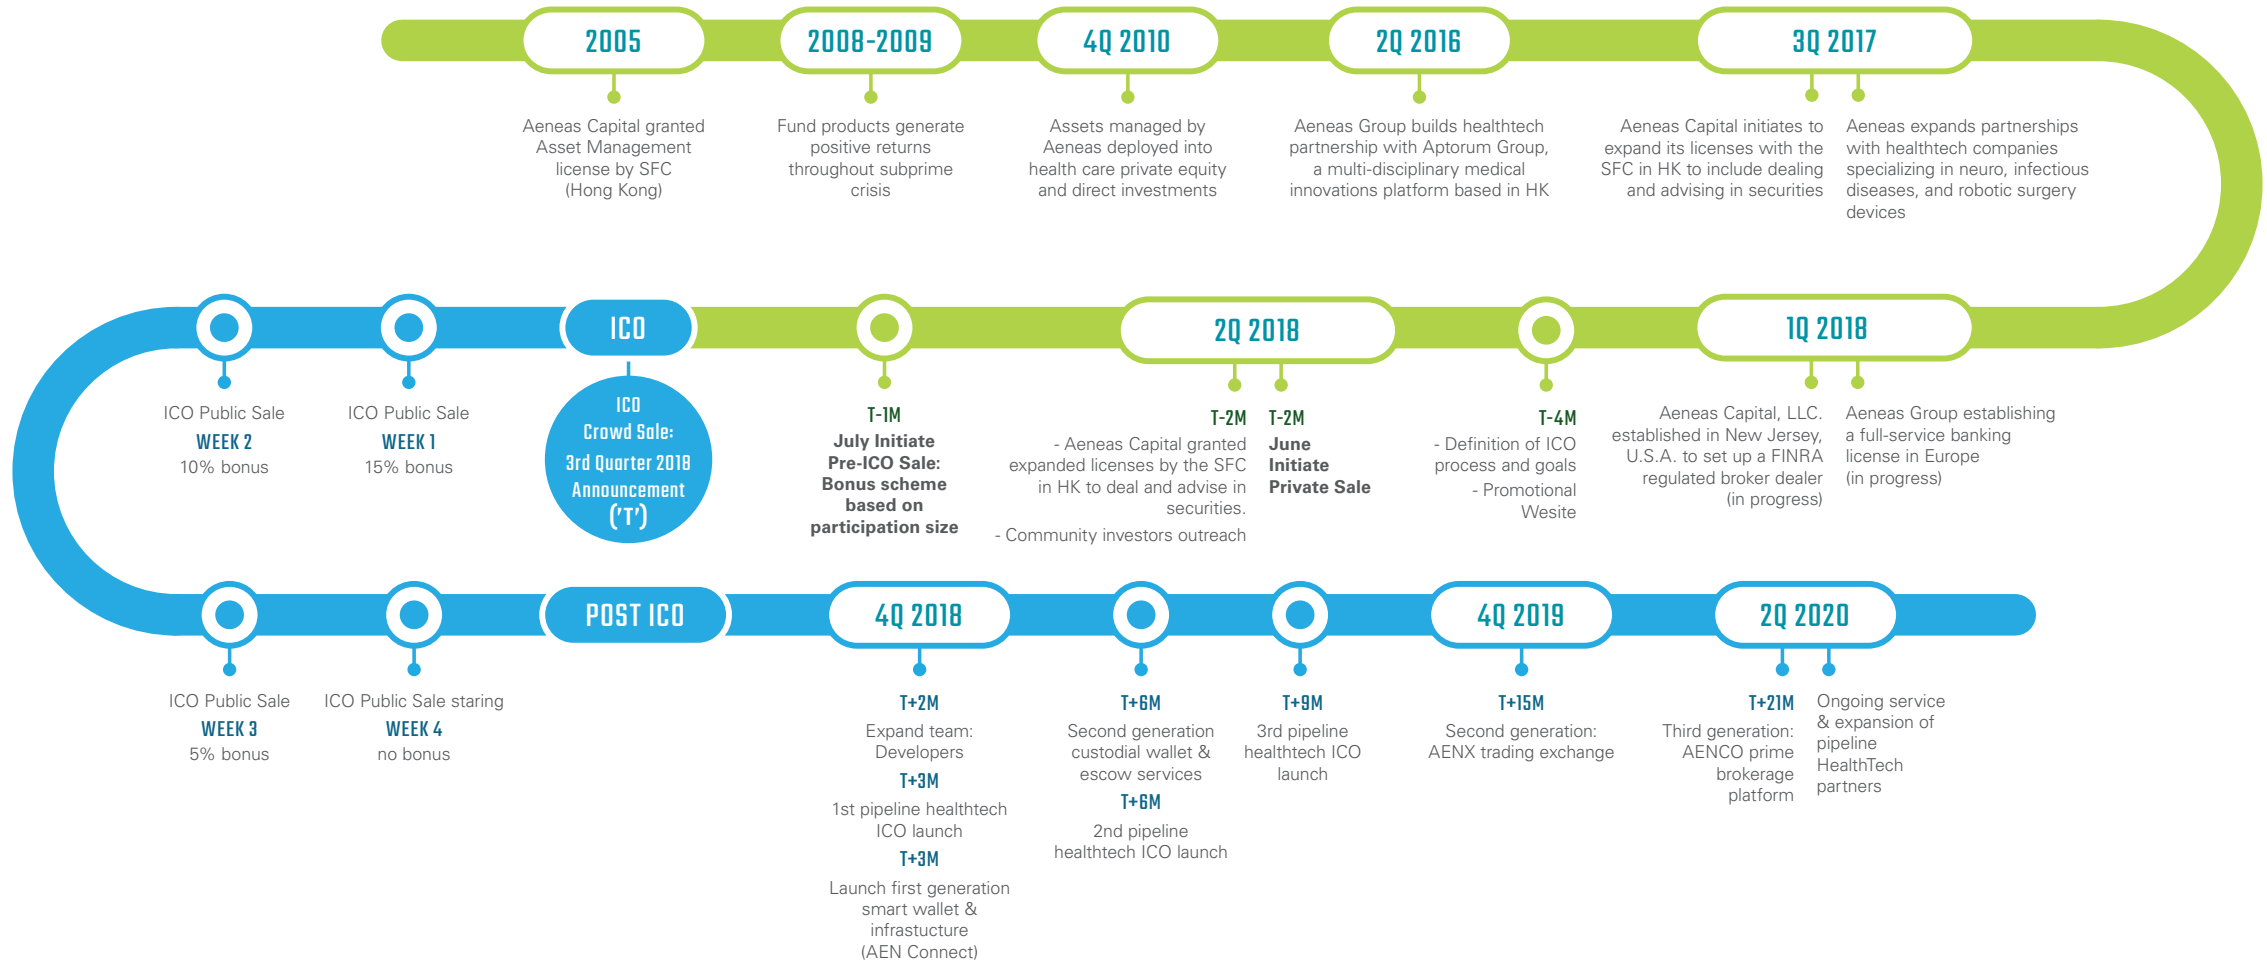 2005
Aeneas Capital granted
Asset Management
license by SFC
(Hong Kong)
2008-2009
Fund products generate
positive returns
throughout subprime
crisis
4Q 2010
Assets managed by
Aeneas deployed into
health care private equity
and direct investments
2Q 2016
Aeneas Group builds healthtech
partnership with Aptorum Group,
a multi-disciplinary medical
innovations platform based in HK
3Q 2017
Aeneas Capital initiates to
expand its licenses with the
SFC in HK to include dealing
and advising in securities
Aeneas expands partnerships
with healthtech companies
specializing in neuro, infectious
diseases, and robotic surgery
devices
1Q 2018
Aeneas Capital, LLC.
established in New Jersey,
U.S.A. to set up a FINRA
regulated broker dealer
(in progress)
Aeneas Group establishing
a full-service banking
license in Europe
(in progress)
T-4M
- Definition of ICO
process and goals
- Promotional
Wesite
2Q 2018
T-2M
- Aeneas Capital granted
expanded licenses by the SFC
in HK to deal and advise in
securities.
- Community investors outreach
T-2M
June
Initiate
Private Sale
T-1M
July Initiate
Pre-ICO Sale:
Bonus scheme
based on
participation size
ICO
ICO
Crowd Sale:
3rd Quarter 2018
Announcement
('T')
ICO Public Sale
WEEK 1
15% bonus
ICO Public Sale
WEEK 2
10% bonus
ICO Public Sale
WEEK 3
5% bonus
ICO Public Sale staring
WEEK 4
no bonus
POST ICO
4Q 2018
T+2M
Expand team:
Developers
T+3M
1st pipeline healthtech
ICO launch
T+3M
Launch first generation
smart wallet &
infrastucture
(AEN Connect)
T+6M
Second generation
custodial wallet &
escow services
T+6M
2nd pipeline
healthtech ICO launch
T+9M
3rd pipeline
healthtech ICO
launch
4Q 2019
T+15M
Second generation:
AENX trading exchange
2Q 2020
T+21M
Third generation:
AENCO prime
brokerage
platform
Ongoing service
& expansion of
pipeline
HealthTech
partners